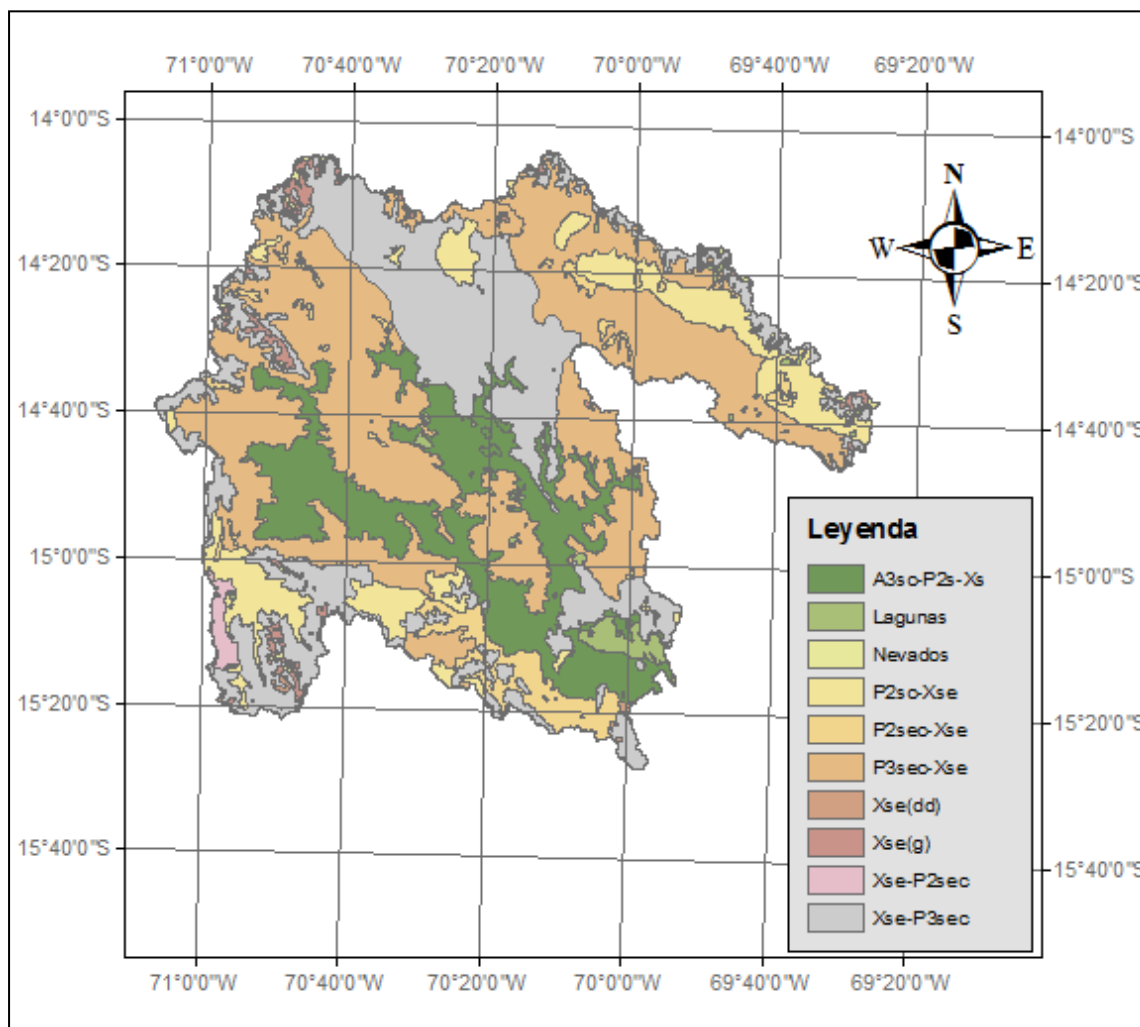 71°0'0"W 70°40'0"W 70°20'0"W 70°0'0"W 69°40'0"W 69°20'0"W
14°0'0"S 14°0'0"S
N
W E
S
14°20'0"S 14°20'0"S
14°40'0"S 14°40'0"S
Leyenda
15°0'0"S 15°0'0"S
A3sc-P2s-Xs
Lagunas
Nevados
P2sc-Xse
P2sec-Xse
P3sec-Xse
Xse(dd)
Xse(g)
Xse-P2sec
Xse-P3sec
15°20'0"S 15°20'0"S
15°40'0"S 15°40'0"S
71°0'0"W 70°40'0"W 70°20'0"W 70°0'0"W 69°40'0"W 69°20'0"W